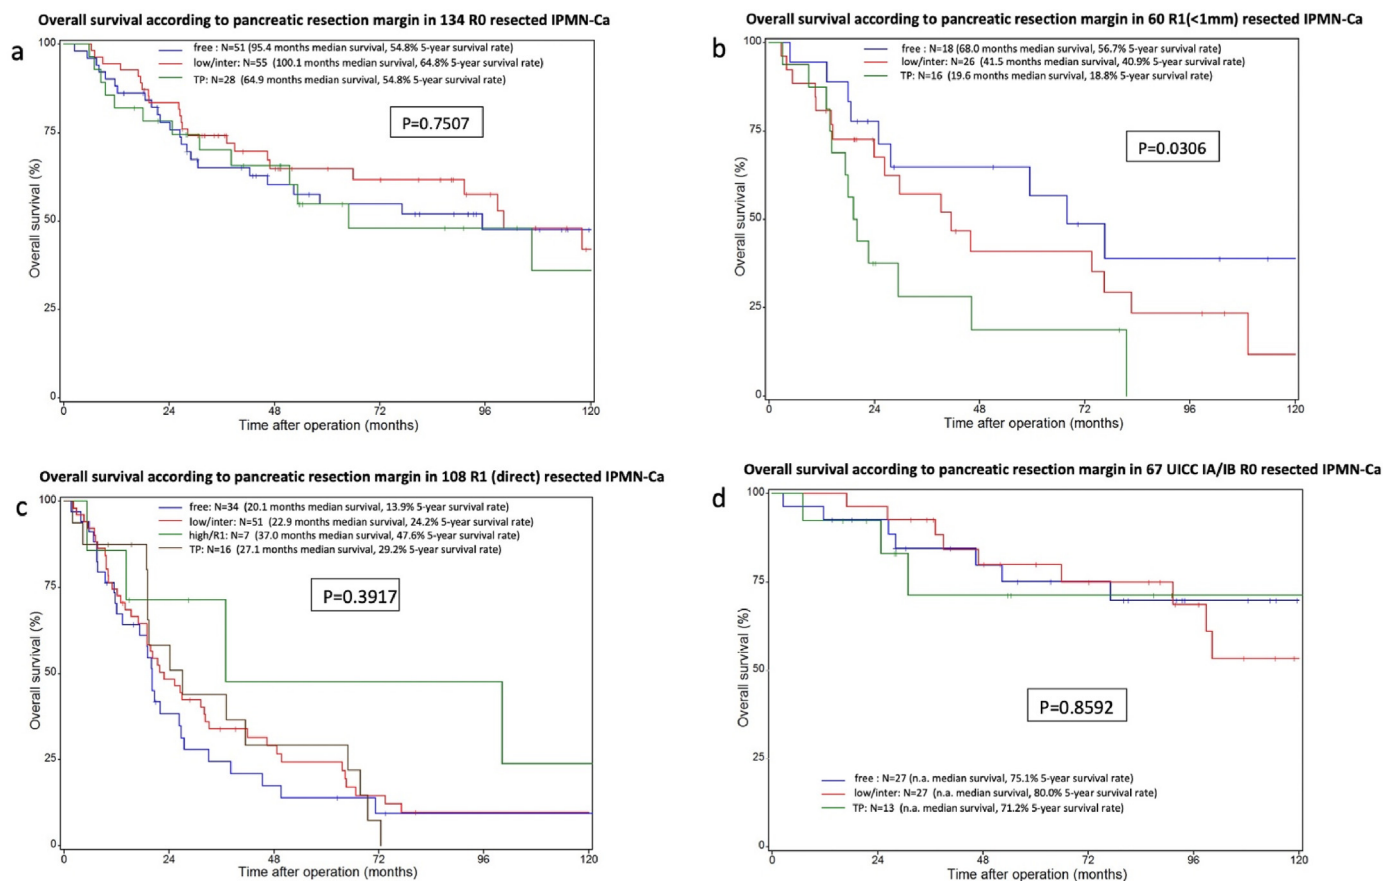 Overall survival according to pancreatic resection margin in 134 R0 resected IPMN-Ca
a
100
75
50
25
0
Overall survival (%)
free : N=51 (95.4 months median survival, 54.8% 5-year survival rate)
low/inter: N=55 (100.1 months median survival, 64.8% 5-year survival rate)
TP: N=28 (64.9 months median survival, 54.8% 5-year survival rate)
P=0.7507
0 24 48 72 96 120
Time after operation (months)
Overall survival according to pancreatic resection margin in 60 R1(<1mm) resected IPMN-Ca
b
100
75
50
25
0
Overall survival (%)
free : N=18 (68.0 months median survival, 56.7% 5-year survival rate)
low/inter: N=26 (41.5 months median survival, 40.9% 5-year survival rate)
TP: N=16 (19.6 months median survival, 18.8% 5-year survival rate)
P=0.0306
0 24 48 72 96 120
Time after operation (months)
Overall survival according to pancreatic resection margin in 108 R1 (direct) resected IPMN-Ca
c
100
75
50
25
0
Overall survival (%)
free: N=34 (20.1 months median survival, 13.9% 5-year survival rate)
low/inter: N=51 (22.9 months median survival, 24.2% 5-year survival rate)
high/R1: N=7 (37.0 months median survival, 47.6% 5-year survival rate)
TP: N=16 (27.1 months median survival, 29.2% 5-year survival rate)
P=0.3917
0 24 48 72 96 120
Time after operation (months)
Overall survival according to pancreatic resection margin in 67 UICC IA/IB R0 resected IPMN-Ca
d
100
75
50
25
0
Overall survival (%)
P=0.8592
free : N=27 (n.a. median survival, 75.1% 5-year survival rate)
low/inter: N=27 (n.a. median survival, 80.0% 5-year survival rate)
TP: N=13 (n.a. median survival, 71.2% 5-year survival rate)
0 24 48 72 96 120
Time after operation (months)